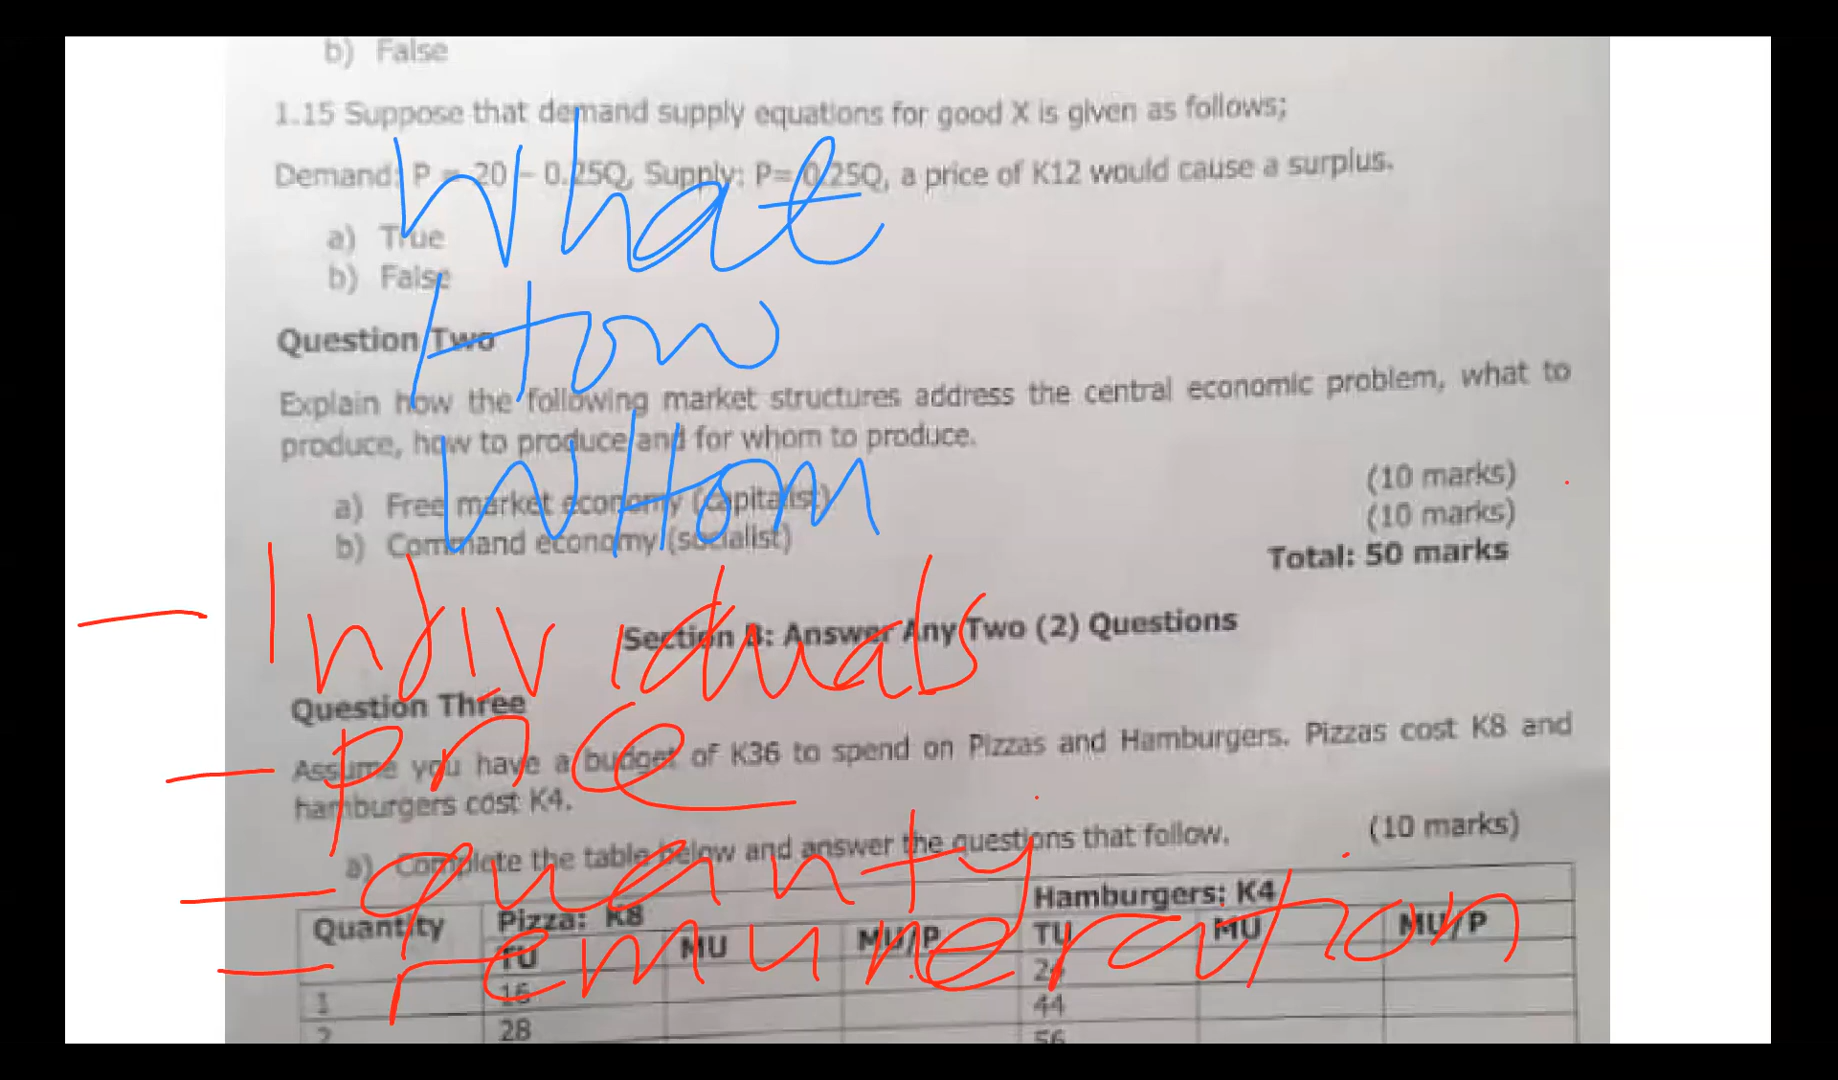 b) False
1.15 Suppose that demand supply equations for good X is given as follows;
Demand: P = 20 - 0.25Q, Supply: P= 0.25Q, a price of K12 would cause a surplus.
What
a) True
b) False
How
Question Two
Explain how the following market structures address the central economic problem, what to
produce, how to produce and for whom to produce.
WHom
a) Free market economy (capitalist) (10 marks)
b) Command economy (socialist) (10 marks)
Total: 50 marks
Individuals
Section B: Answer Any Two (2) Questions
Question Three
price
Assume you have a budget of K36 to spend on Pizzas and Hamburgers. Pizzas cost K8 and
hamburgers cost K4.
a) Complete the table below and answer the questions that follow. (10 marks)
quanty
Quantity Pizza: K8 Hamburgers: K4
TU MU MU/P TU MU MU/P
remuneration
1 16
2 28 44
56